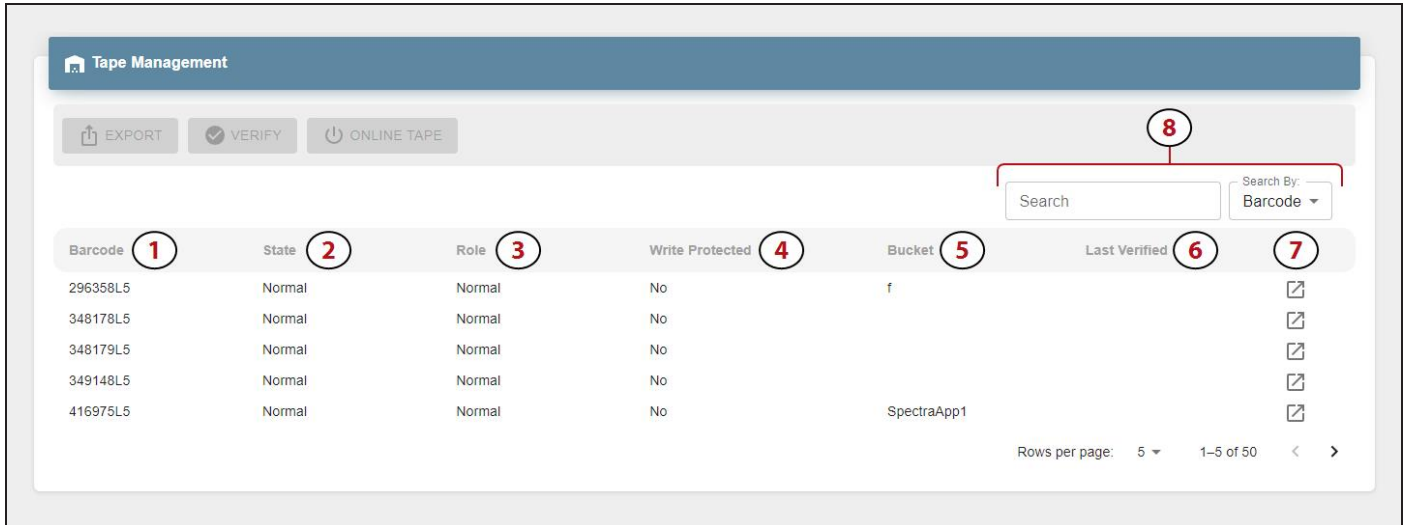 Tape Management
EXPORT VERIFY ONLINE TAPE
8
Search Search By: Barcode
Barcode 1 State 2 Role 3 Write Protected 4 Bucket 5 Last Verified 6 7
296358L5 Normal Normal No f
348178L5 Normal Normal No
348179L5 Normal Normal No
349148L5 Normal Normal No
416975L5 Normal Normal No SpectraApp1
Rows per page: 5 1–5 of 50